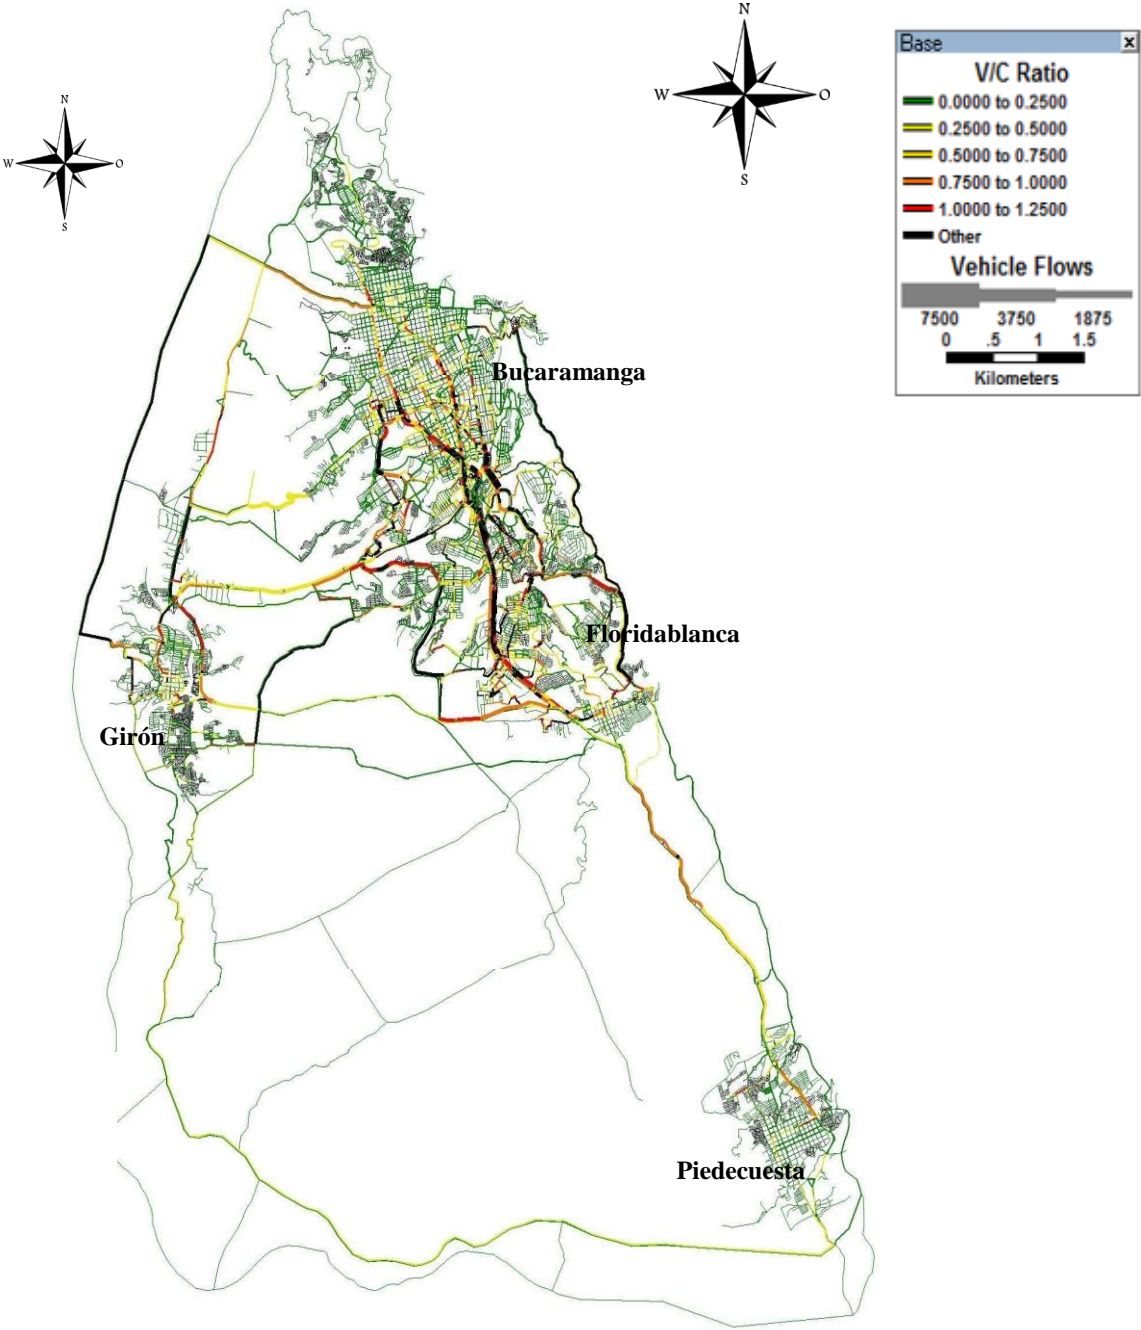 N
W O
S
N
W O
S
Base x
V/C Ratio
0.0000 to 0.2500
0.2500 to 0.5000
0.5000 to 0.7500
0.7500 to 1.0000
1.0000 to 1.2500
Other
Vehicle Flows
7500 3750 1875
0 .5 1 1.5
Kilometers
Bucaramanga
Floridablanca
Girón
Piedecuesta